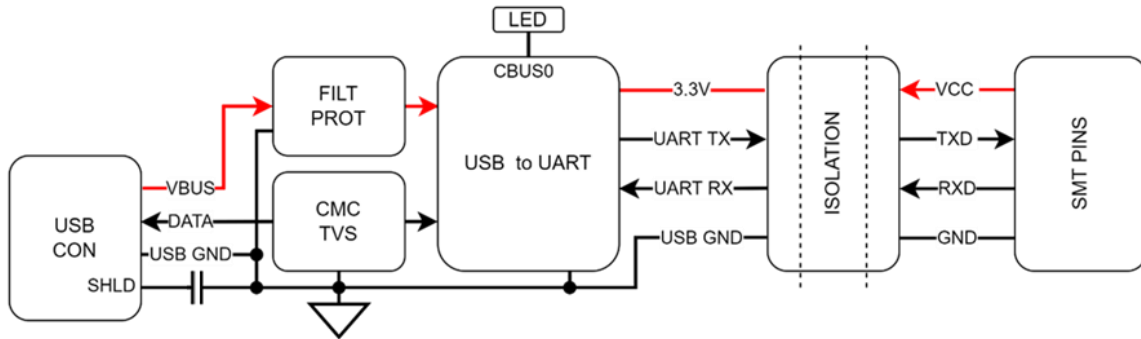 LED
CBUS0
FILT
PROT
USB to UART
3.3V
UART TX
UART RX
USB GND
ISOLATION
VCC
TXD
RXD
GND
SMT PINS
VBUS
DATA
USB GND
SHLD
USB
CON
CMC
TVS